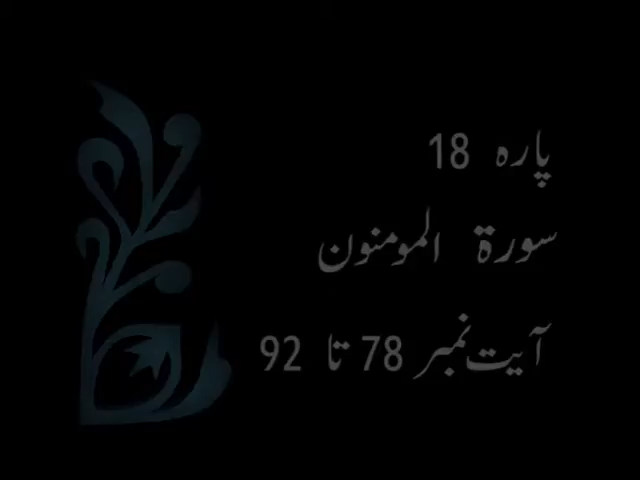 پارہ 18
سورۃ المومنون
آیت نمبر 78 تا 92